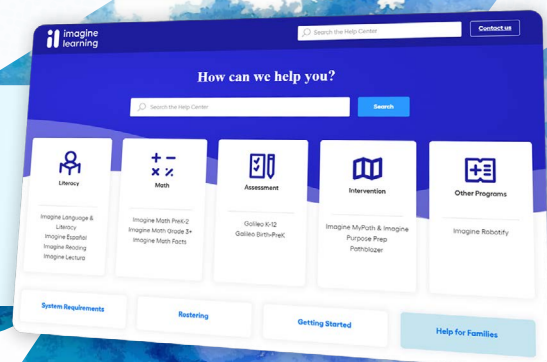 imagine
learning
Search the Help Center
Contact us
How can we help you?
Search the Help Center
Search
Literacy
Imagine Language &
Literacy
Imagine Español
Imagine Reading
Imagine Lectura
Math
Imagine Math PreK-2
Imagine Math Grade 3+
Imagine Math Facts
Assessment
Galileo K-12
Galileo Birth-PreK
Intervention
Imagine MyPath & Imagine
Purpose Prep
Pathblazer
Other Programs
Imagine Robotify
System Requirements
Rostering
Getting Started
Help for Families